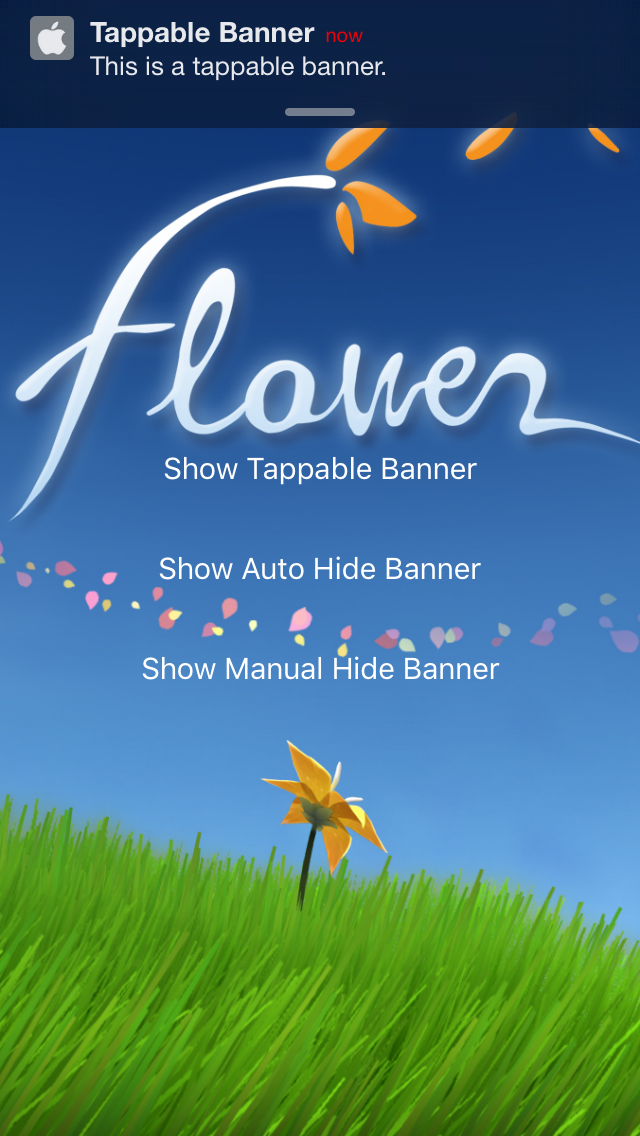 Tappable Banner now
This is a tappable banner.
flower
Show Tappable Banner
Show Auto Hide Banner
Show Manual Hide Banner